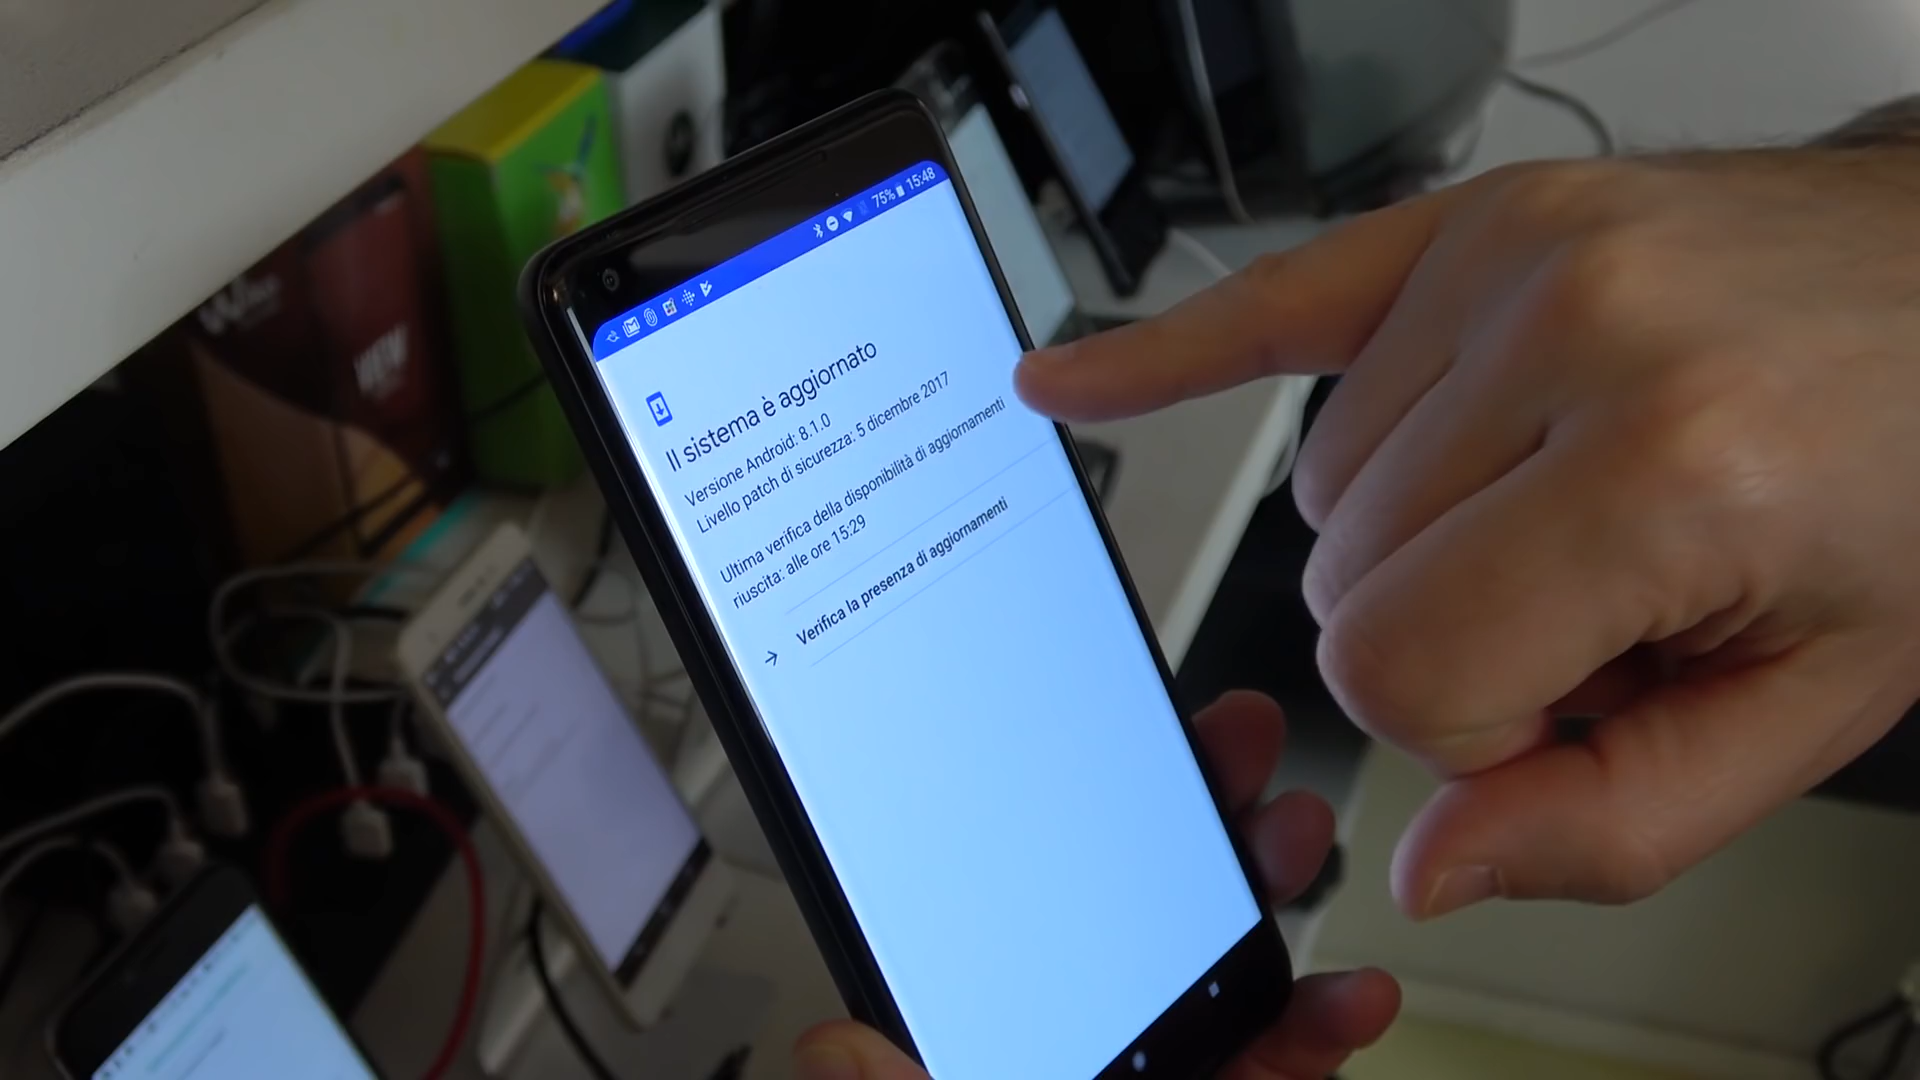 75% 15:48
Il sistema è aggiornato
Versione Android: 8.1.0
Livello patch di sicurezza: 5 dicembre 2017
Ultima verifica della disponibilità di aggiornamenti
riuscita: alle ore 15:29
Verifica la presenza di aggiornamenti
NEW